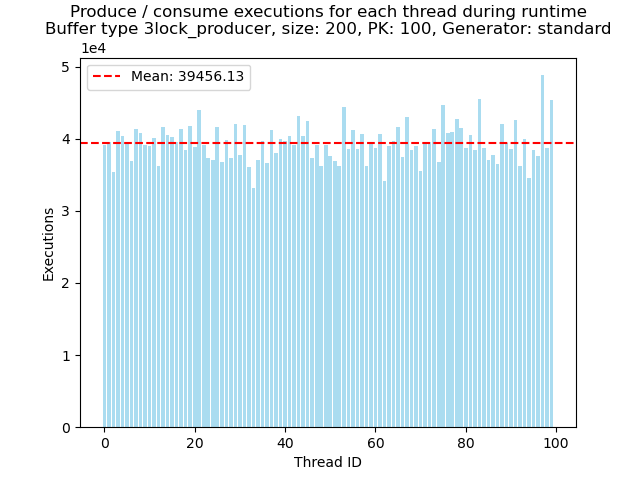 Produce / consume executions for each thread during runtime
Buffer type 3lock_producer, size: 200, PK: 100, Generator: standard
1e4
Mean: 39456.13
5
4
3
2
1
0
Executions
0 20 40 60 80 100
Thread ID